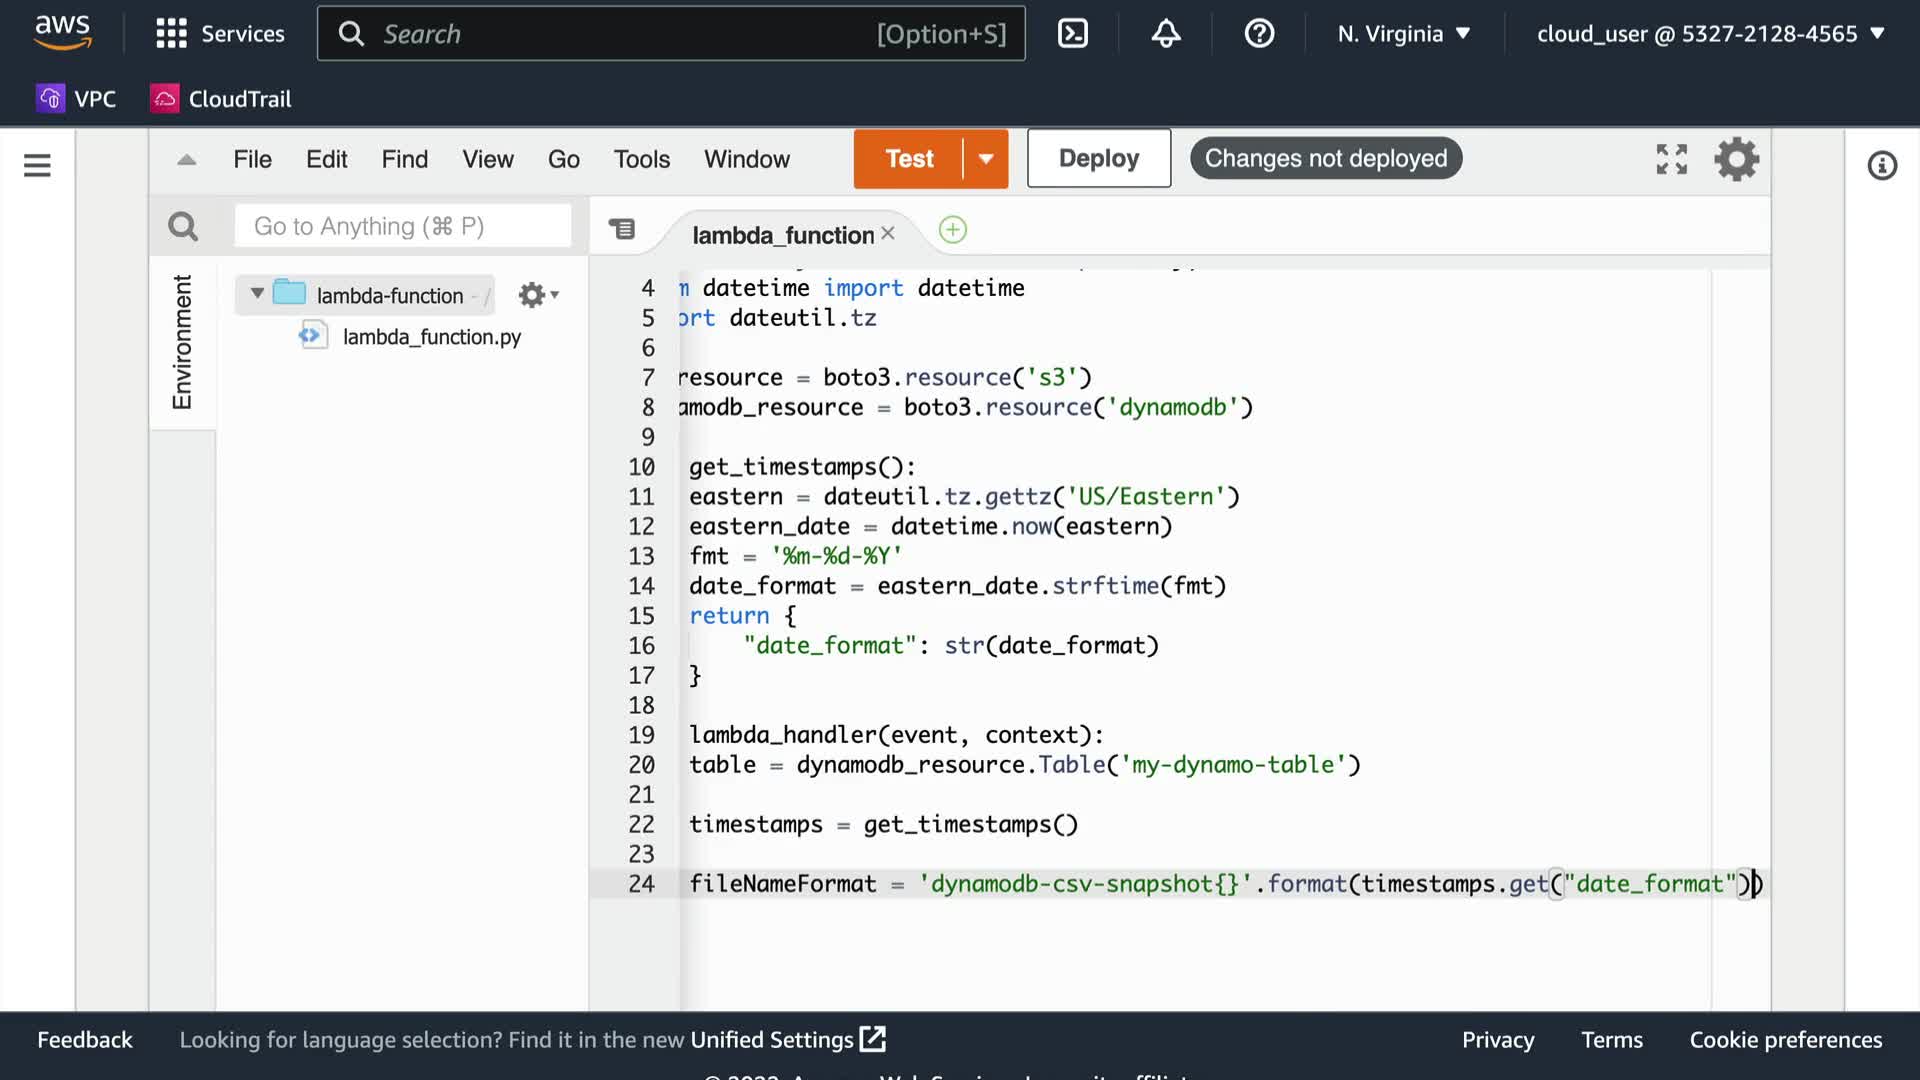 aws Services Search [Option+S] N. Virginia cloud_user @ 5327-2128-4565
VPC CloudTrail
File Edit Find View Go Tools Window Test Deploy Changes not deployed
Go to Anything (⌘ P) lambda_function
Environment
lambda-function - /
lambda_function.py
4 m datetime import datetime
5 ort dateutil.tz
6
7 resource = boto3.resource('s3')
8 amodb_resource = boto3.resource('dynamodb')
9
10 get_timestamps():
11 eastern = dateutil.tz.gettz('US/Eastern')
12 eastern_date = datetime.now(eastern)
13 fmt = '%m-%d-%Y'
14 date_format = eastern_date.strftime(fmt)
15 return {
16 "date_format": str(date_format)
17 }
18
19 lambda_handler(event, context):
20 table = dynamodb_resource.Table('my-dynamo-table')
21
22 timestamps = get_timestamps()
23
24 fileNameFormat = 'dynamodb-csv-snapshot{}'.format(timestamps.get("date_format"))
Feedback Looking for language selection? Find it in the new Unified Settings Privacy Terms Cookie preferences